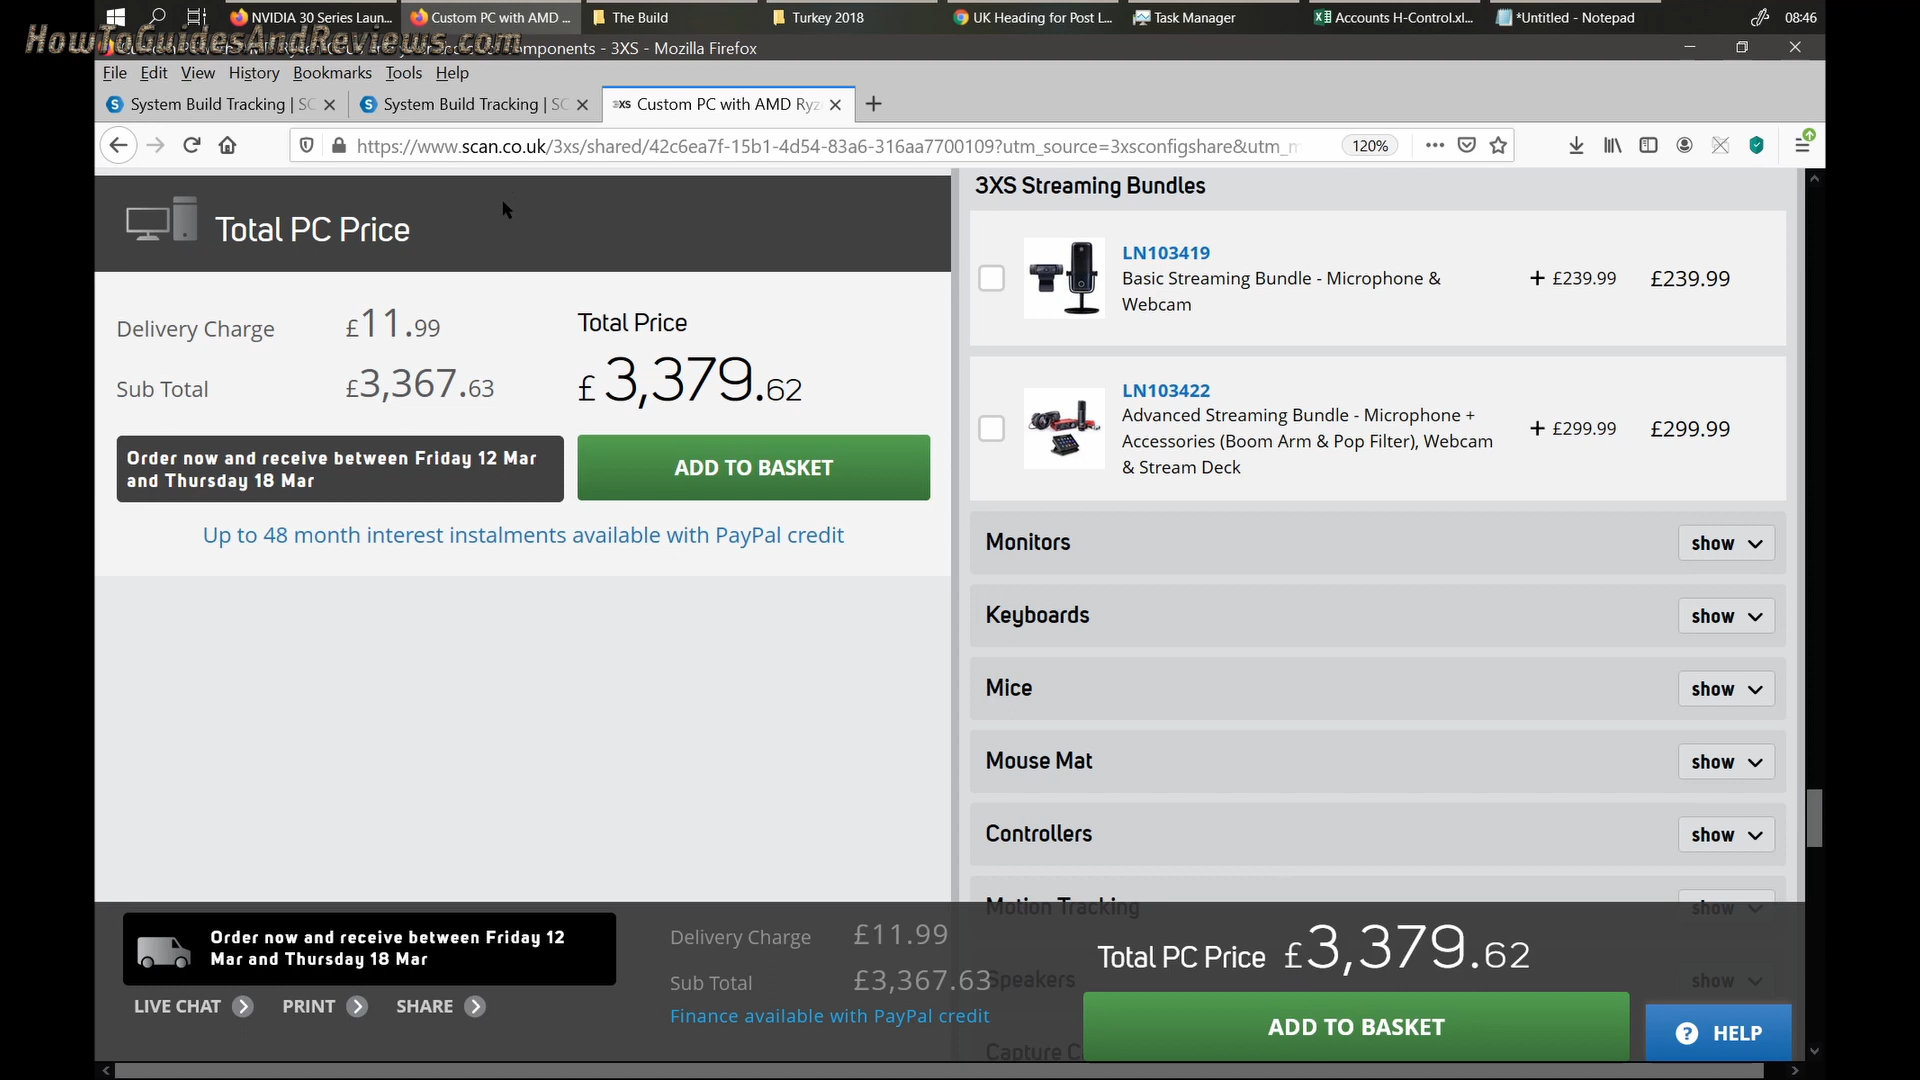 NVIDIA 30 Series Laun...
Custom PC with AMD ...
The Build
Turkey 2018
UK Heading for Post L...
Task Manager
Accounts H-Control.xl...
*Untitled - Notepad
08:46
HowToGuidesAndReviews.com
omponents - 3XS - Mozilla Firefox
File Edit View History Bookmarks Tools Help
System Build Tracking | SC
System Build Tracking | SC
3XS Custom PC with AMD Ryz
https://www.scan.co.uk/3xs/shared/42c6ea7f-15b1-4d54-83a6-316aa7700109?utm_source=3xsconfigshare&utm_m
120%
Total PC Price
Delivery Charge £11.99
Sub Total £3,367.63
Total Price
£3,379.62
Order now and receive between Friday 12 Mar
and Thursday 18 Mar
ADD TO BASKET
Up to 48 month interest instalments available with PayPal credit
3XS Streaming Bundles
LN103419
Basic Streaming Bundle - Microphone &
Webcam
+ £239.99 £239.99
LN103422
Advanced Streaming Bundle - Microphone +
Accessories (Boom Arm & Pop Filter), Webcam
& Stream Deck
+ £299.99 £299.99
Monitors show
Keyboards show
Mice show
Mouse Mat show
Controllers show
Motion Tracking show
Speakers show
Capture C
Order now and receive between Friday 12
Mar and Thursday 18 Mar
LIVE CHAT PRINT SHARE
Delivery Charge £11.99
Sub Total £3,367.63
Finance available with PayPal credit
Total PC Price £3,379.62
ADD TO BASKET
? HELP